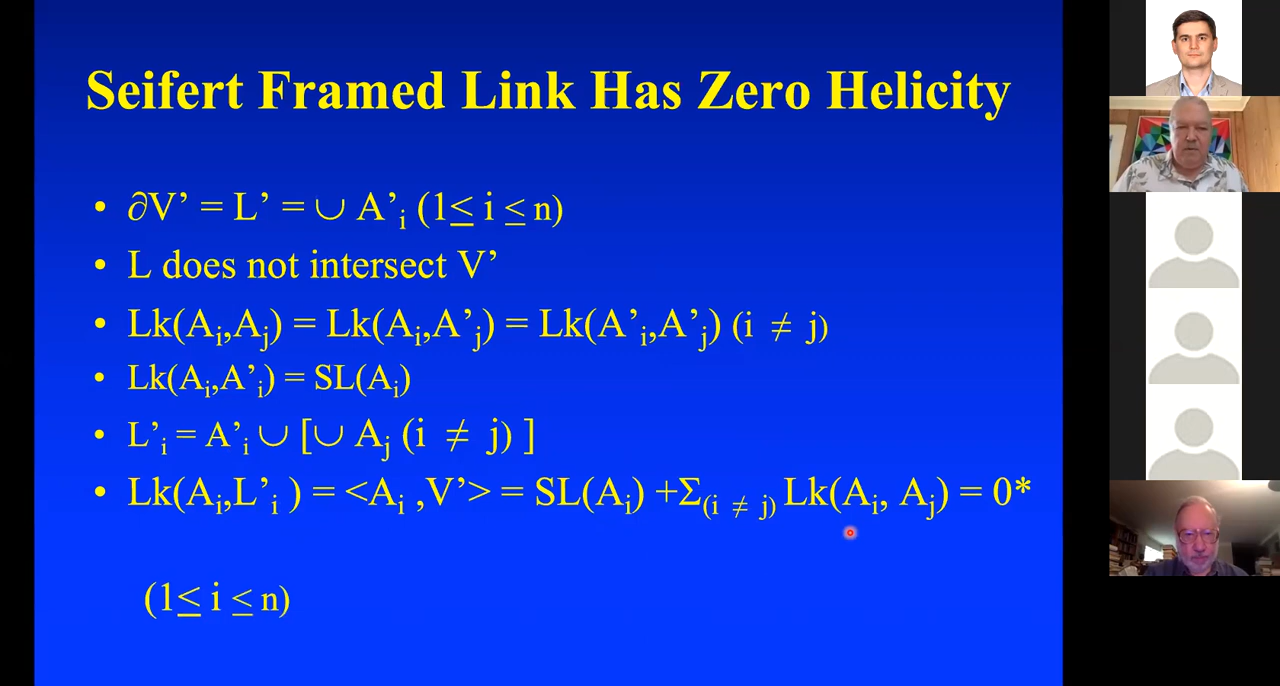 Seifert Framed Link Has Zero Helicity
• ∂V’ = L’ = ∪ A’i (1≤ i ≤ n)
• L does not intersect V’
• Lk(Ai,Aj) = Lk(Ai,A’j) = Lk(A’i,A’j) (i ≠ j)
• Lk(Ai,A’i) = SL(Ai)
• L’i = A’i ∪ [∪ Aj (i ≠ j) ]
• Lk(Ai,L’i ) = <Ai ,V’> = SL(Ai) +Σ(i ≠ j) Lk(Ai, Aj) = 0*
(1≤ i ≤ n)